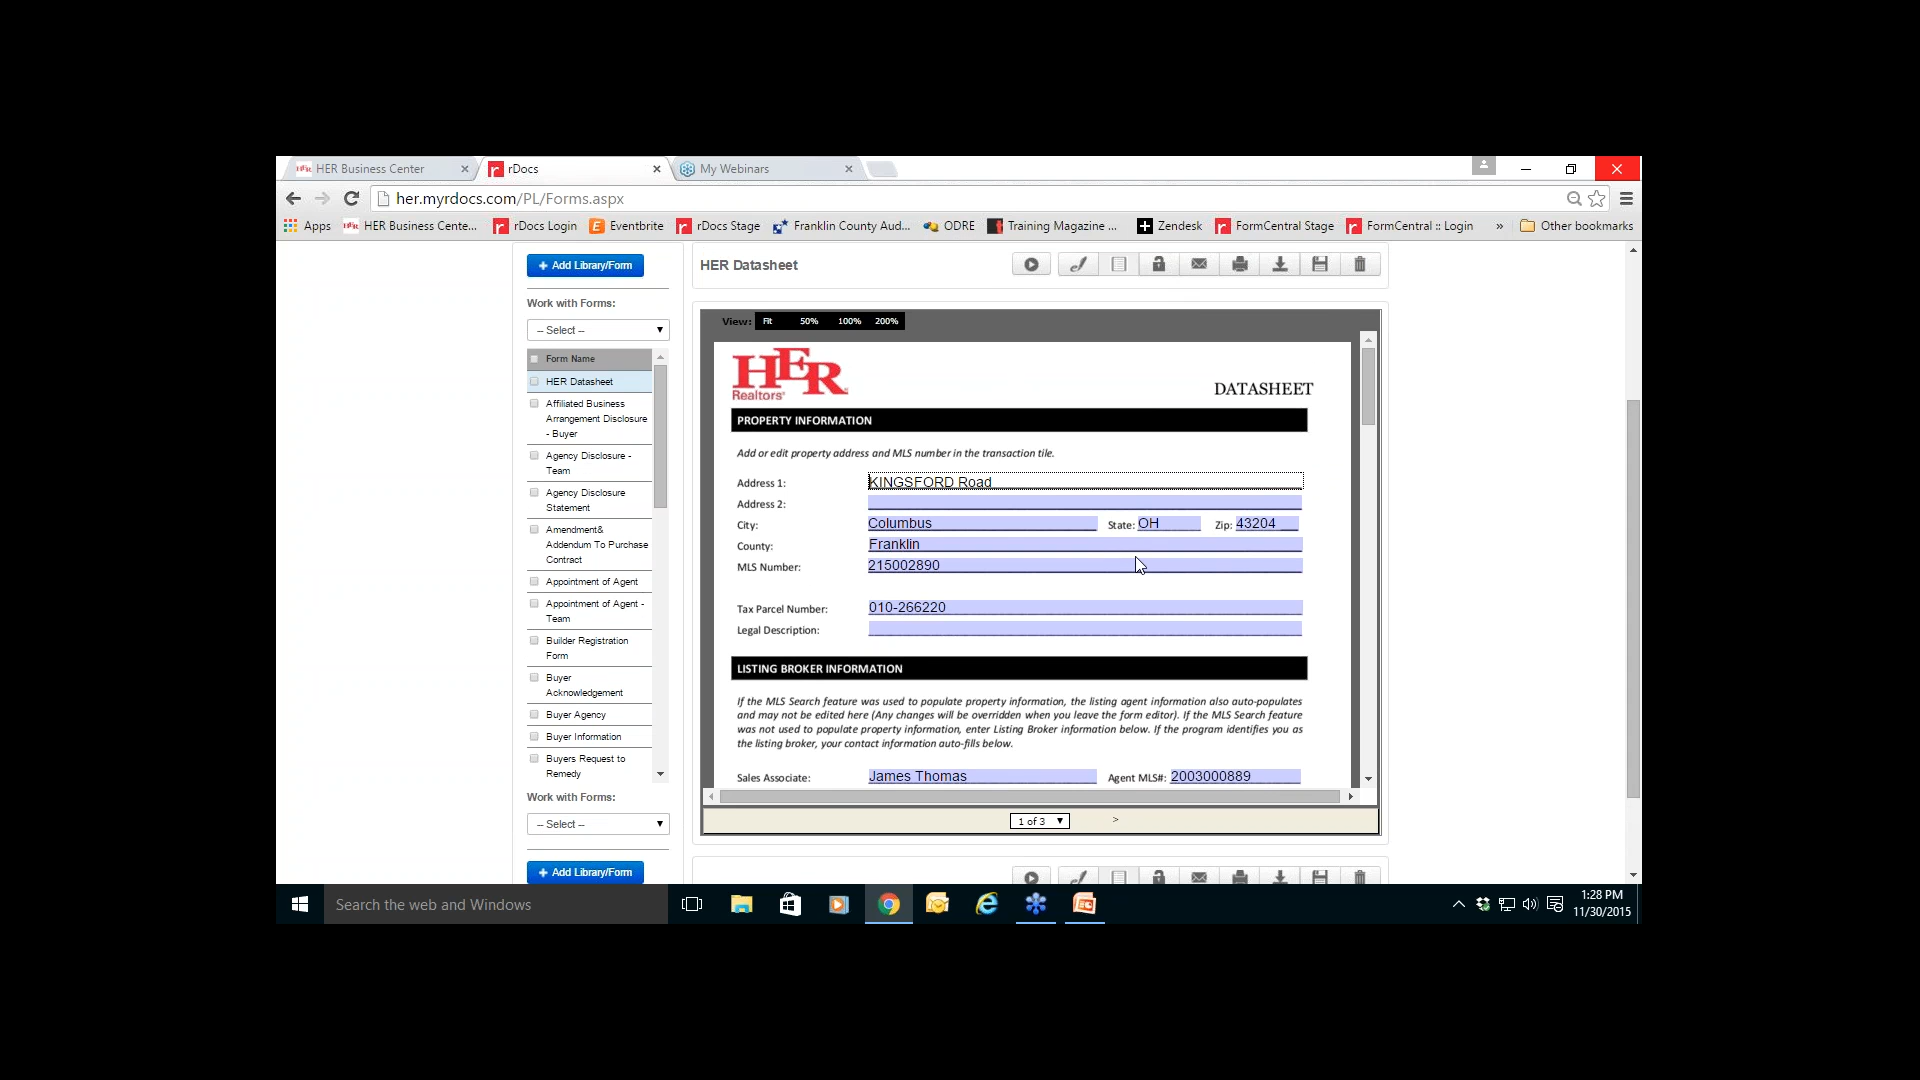 HER Business Center
rDocs
My Webinars
her.myrdocs.com/PL/Forms.aspx
Apps
HER Business Cente...
rDocs Login
Eventbrite
rDocs Stage
Franklin County Aud...
ODRE
Training Magazine ...
Zendesk
FormCentral Stage
FormCentral :: Login
»
Other bookmarks
+ Add Library/Form
Work with Forms:
-- Select --
Form Name
HER Datasheet
Affiliated Business
Arrangement Disclosure
- Buyer
Agency Disclosure -
Team
Agency Disclosure
Statement
Amendment&
Addendum To Purchase
Contract
Appointment of Agent
Appointment of Agent -
Team
Builder Registration
Form
Buyer
Acknowledgement
Buyer Agency
Buyer Information
Buyers Request to
Remedy
Work with Forms:
-- Select --
+ Add Library/Form
HER Datasheet
View: Fit 50% 100% 200%
HER
Realtors®
DATASHEET
PROPERTY INFORMATION
Add or edit property address and MLS number in the transaction tile.
Address 1: KINGSFORD Road
Address 2:
City: Columbus State: OH Zip: 43204
County: Franklin
MLS Number: 215002890
Tax Parcel Number: 010-266220
Legal Description:
LISTING BROKER INFORMATION
If the MLS Search feature was used to populate property information, the listing agent information also auto-populates
and may not be edited here (Any changes will be overridden when you leave the form editor). If the MLS Search feature
was not used to populate property information, enter Listing Broker information below. If the program identifies you as
the listing broker, your contact information auto-fills below.
Sales Associate: James Thomas Agent MLS#: 2003000889
1 of 3 >
Search the web and Windows
1:28 PM
11/30/2015